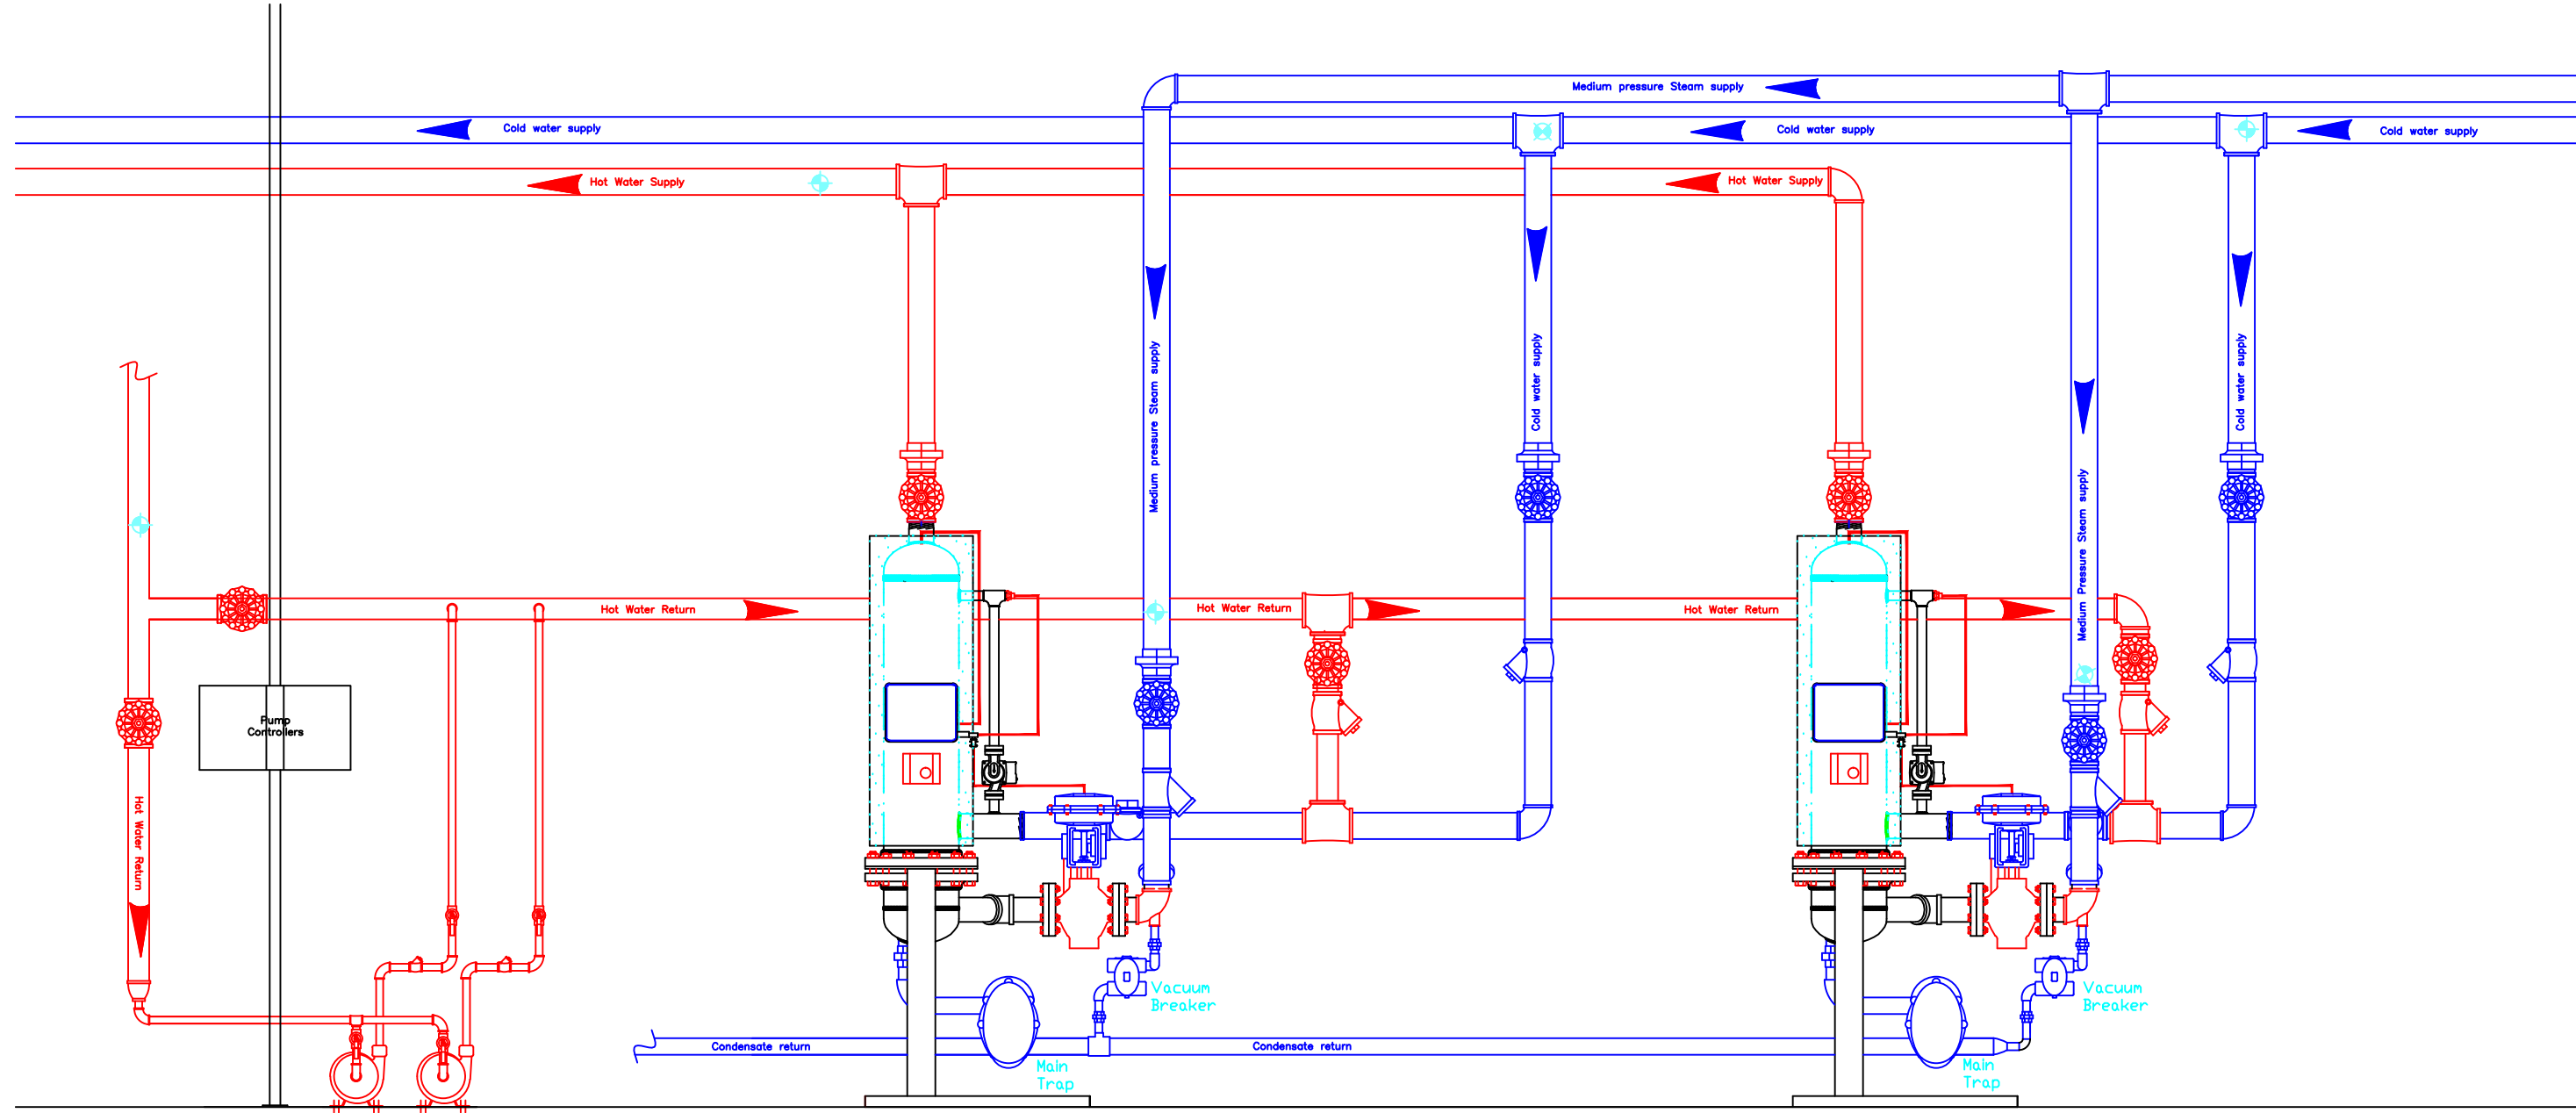 Medium pressure Steam supply
Cold water supply
Cold water supply
Cold water supply
Hot Water Supply
Hot Water Supply
Medium pressure Steam supply
Cold water supply
Medium Pressure Steam supply
Cold water supply
Hot Water Return
Hot Water Return
Hot Water Return
Pump
Controllers
Hot Water Return
Vacuum
Breaker
Vacuum
Breaker
Condensate return
Condensate return
Main
Trap
Main
Trap